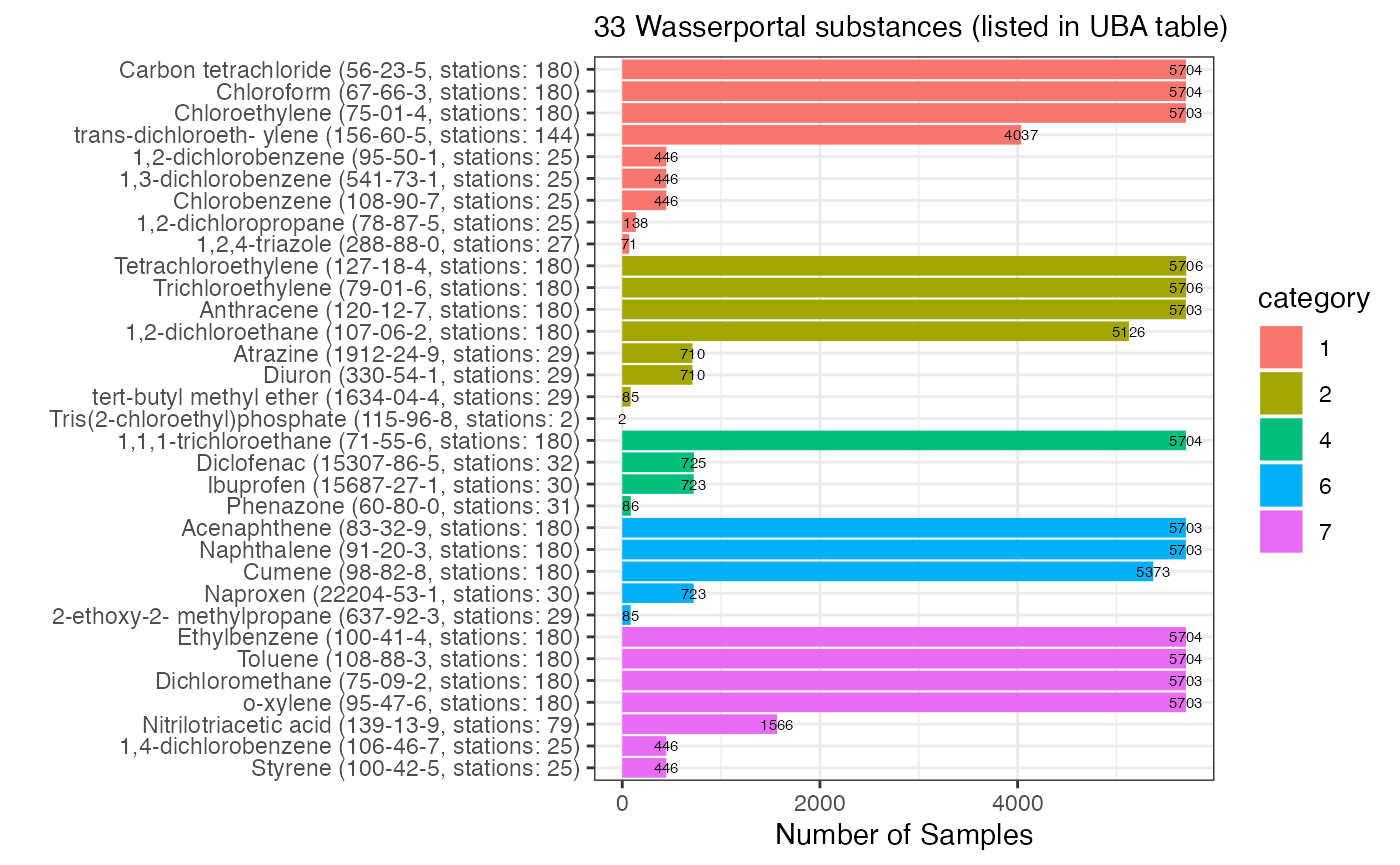 33 Wasserportal substances (listed in UBA table)
Carbon tetrachloride (56-23-5, stations: 180) 5704
Chloroform (67-66-3, stations: 180) 5704
Chloroethylene (75-01-4, stations: 180) 5703
trans-dichloroeth- ylene (156-60-5, stations: 144) 4037
1,2-dichlorobenzene (95-50-1, stations: 25) 446
1,3-dichlorobenzene (541-73-1, stations: 25) 446
Chlorobenzene (108-90-7, stations: 25) 446
1,2-dichloropropane (78-87-5, stations: 25) 138
1,2,4-triazole (288-88-0, stations: 27) 71
Tetrachloroethylene (127-18-4, stations: 180) 5706
Trichloroethylene (79-01-6, stations: 180) 5706
Anthracene (120-12-7, stations: 180) 5703
1,2-dichloroethane (107-06-2, stations: 180) 5126
Atrazine (1912-24-9, stations: 29) 710
Diuron (330-54-1, stations: 29) 710
tert-butyl methyl ether (1634-04-4, stations: 29) 85
Tris(2-chloroethyl)phosphate (115-96-8, stations: 2) 2
1,1,1-trichloroethane (71-55-6, stations: 180) 5704
Diclofenac (15307-86-5, stations: 32) 725
Ibuprofen (15687-27-1, stations: 30) 723
Phenazone (60-80-0, stations: 31) 86
Acenaphthene (83-32-9, stations: 180) 5703
Naphthalene (91-20-3, stations: 180) 5703
Cumene (98-82-8, stations: 180) 5373
Naproxen (22204-53-1, stations: 30) 723
2-ethoxy-2- methylpropane (637-92-3, stations: 29) 85
Ethylbenzene (100-41-4, stations: 180) 5704
Toluene (108-88-3, stations: 180) 5704
Dichloromethane (75-09-2, stations: 180) 5703
o-xylene (95-47-6, stations: 180) 5703
Nitrilotriacetic acid (139-13-9, stations: 79) 1566
1,4-dichlorobenzene (106-46-7, stations: 25) 446
Styrene (100-42-5, stations: 25) 446
0 2000 4000
Number of Samples
category
1
2
4
6
7